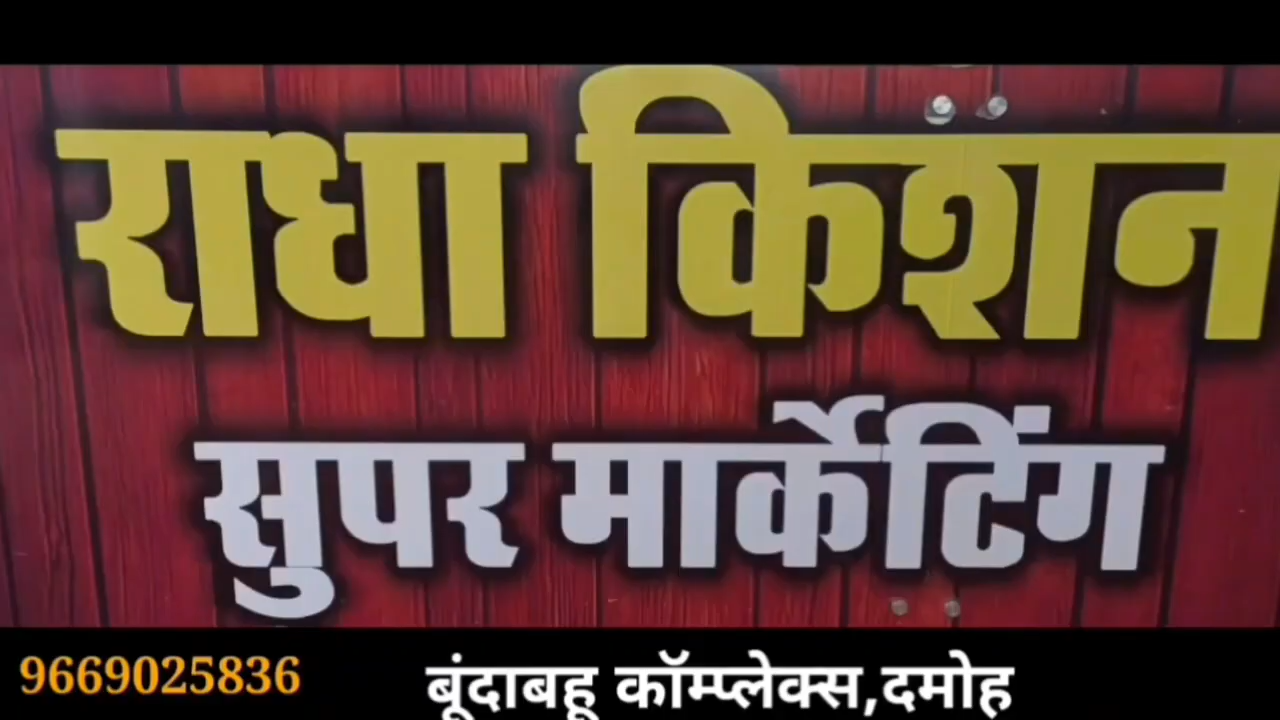 राधा किशन
सुपर मार्केटिंग
9669025836 बूंदाबहू कॉम्प्लेक्स,दमोह